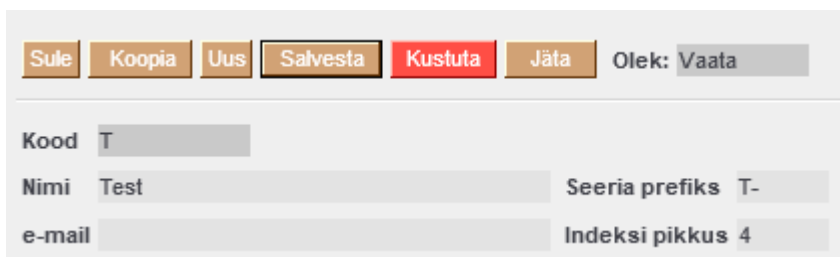 Sule Koopia Uus Salvesta Kustuta Jäta Olek: Vaata
Kood T
Nimi Test Seeria prefiks T-
e-mail Indeksi pikkus 4